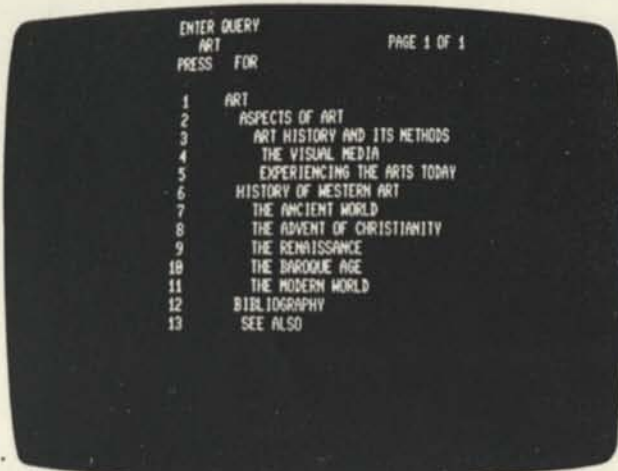 ENTER QUERY
ART PAGE 1 OF 1
PRESS FOR
1 ART
2 ASPECTS OF ART
3 ART HISTORY AND ITS METHODS
4 THE VISUAL MEDIA
5 EXPERIENCING THE ARTS TODAY
6 HISTORY OF WESTERN ART
7 THE ANCIENT WORLD
8 THE ADVENT OF CHRISTIANITY
9 THE RENAISSANCE
10 THE BAROQUE AGE
11 THE MODERN WORLD
12 BIBLIOGRAPHY
13 SEE ALSO